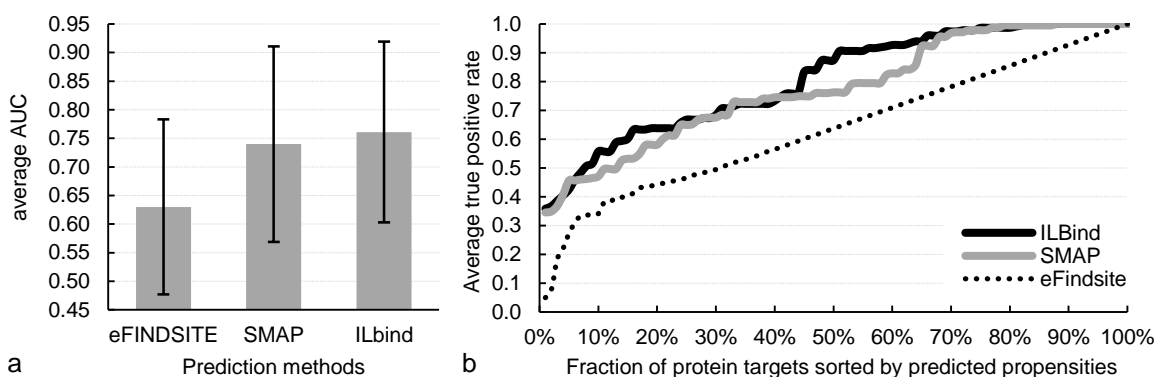 0.95
0.90
0.85
0.80
0.75
0.70
0.65
0.60
0.55
0.50
0.45
average AUC
eFINDSITE SMAP ILbind
Prediction methods
a
1.0
0.9
0.8
0.7
0.6
0.5
0.4
0.3
0.2
0.1
0.0
Average true positive rate
ILBind
SMAP
eFindsite
0% 10% 20% 30% 40% 50% 60% 70% 80% 90% 100%
Fraction of protein targets sorted by predicted propensities
b